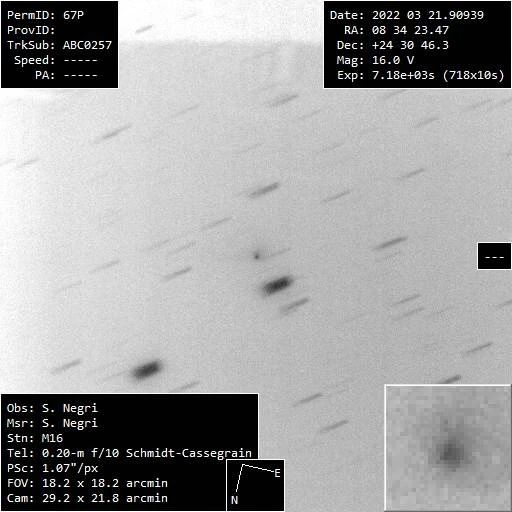 PermID: 67P
ProvID:
TrkSub: ABC0257
Speed: -----
PA: -----
Date: 2022 03 21.90939
RA: 08 34 23.47
Dec: +24 30 46.3
Mag: 16.0 V
Exp: 7.18e+03s (718x10s)
---
Obs: S. Negri
Msr: S. Negri
Stn: M16
Tel: 0.20-m f/10 Schmidt-Cassegrain
PSc: 1.07"/px
FOV: 18.2 x 18.2 arcmin
Cam: 29.2 x 21.8 arcmin
E
N